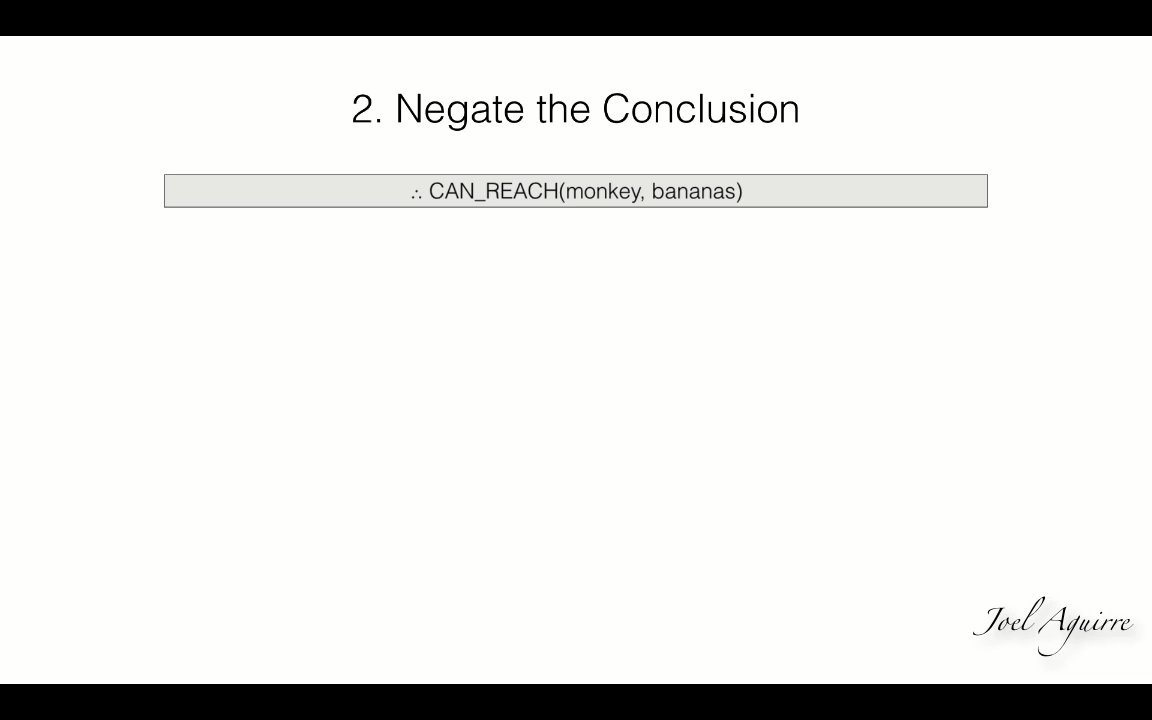 2. Negate the Conclusion
∴ CAN_REACH(monkey, bananas)
Joel Aguirre